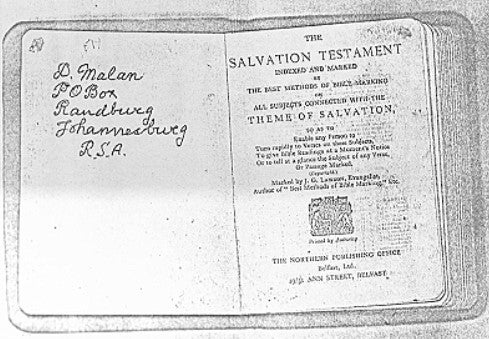 D. Malan
P O Box
Randburg
Johannesburg
R.S.A.
THE
SALVATION TESTAMENT
INDEXED AND MARKED
BY
THE BEST METHODS OF BIBLE MARKING
ON
ALL SUBJECTS CONNECTED WITH THE
THEME OF SALVATION,
SO AS TO
Enable any Person to
Turn rapidly to Verses on these Subjects,
To give Bible Readings at a Moment's Notice
Or to tell at a glance the Subject of any Verse,
Or Passage Marked.
(Copyright)
Marked by J. G. Lawson, Evangelist,
Author of "Best Methods of Bible Marking," Etc.
Printed by Authority
THE NORTHERN PUBLISHING OFFICE
Belfast, Ltd.
ANN STREET, BELFAST